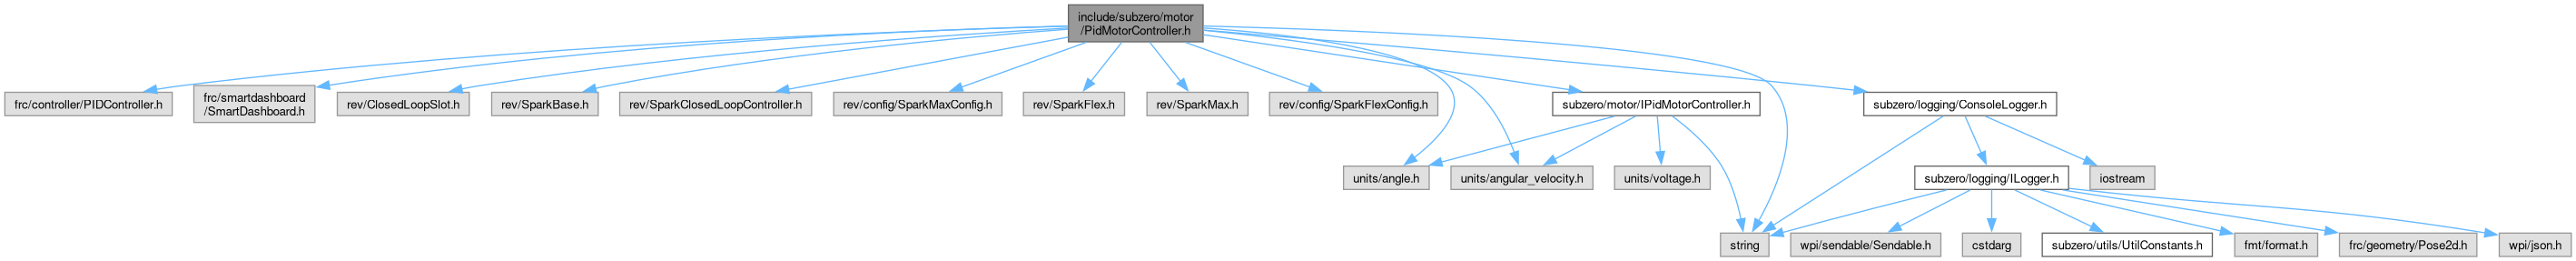 include/subzero/motor
/PidMotorController.h
frc/controller/PIDController.h
frc/smartdashboard
/SmartDashboard.h
rev/ClosedLoopSlot.h
rev/SparkBase.h
rev/SparkClosedLoopController.h
rev/config/SparkMaxConfig.h
rev/SparkFlex.h
rev/SparkMax.h
rev/config/SparkFlexConfig.h
subzero/motor/IPidMotorController.h
subzero/logging/ConsoleLogger.h
units/angle.h
units/angular_velocity.h
units/voltage.h
subzero/logging/ILogger.h
iostream
string
wpi/sendable/Sendable.h
cstdarg
subzero/utils/UtilConstants.h
fmt/format.h
frc/geometry/Pose2d.h
wpi/json.h